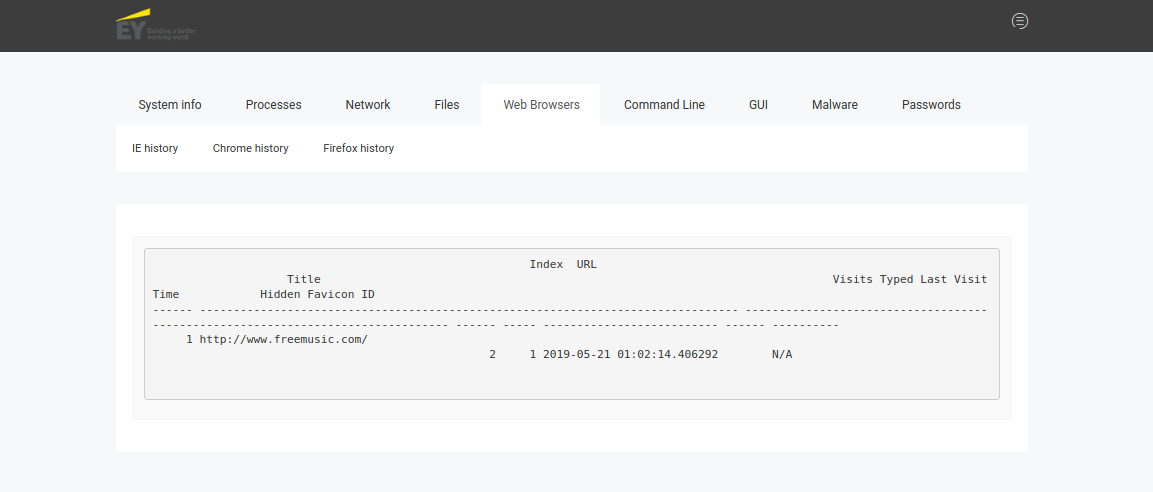 EY Building a better
working world
System info Processes Network Files Web Browsers Command Line GUI Malware Passwords
IE history Chrome history Firefox history
Index URL
Title Visits Typed Last Visit
Time Hidden Favicon ID
------ -------------------------------------------------------------------------------- ------------------------------------
-------------------------------------------- ------ ----- -------------------------- ------ ----------
1 http://www.freemusic.com/
2 1 2019-05-21 01:02:14.406292 N/A